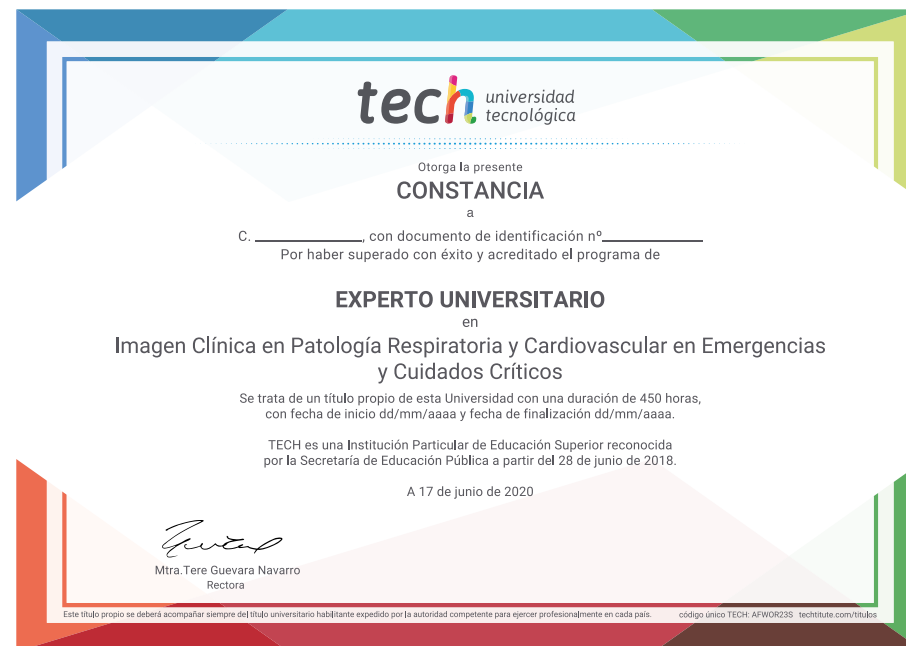 tech universidad
tecnológica
Otorga la presente
CONSTANCIA
a
C. ____________, con documento de identificación nº____________
Por haber superado con éxito y acreditado el programa de
EXPERTO UNIVERSITARIO
en
Imagen Clínica en Patología Respiratoria y Cardiovascular en Emergencias
y Cuidados Críticos
Se trata de un título propio de esta Universidad con una duración de 450 horas,
con fecha de inicio dd/mm/aaaa y fecha de finalización dd/mm/aaaa.
TECH es una Institución Particular de Educación Superior reconocida
por la Secretaría de Educación Pública a partir del 28 de junio de 2018.
A 17 de junio de 2020
Mtra.Tere Guevara Navarro
Rectora
Este título propio se deberá acompañar siempre del título universitario habilitante expedido por la autoridad competente para ejercer profesionalmente en cada país. código único TECH: AFWOR23S techtitute.com/titulos